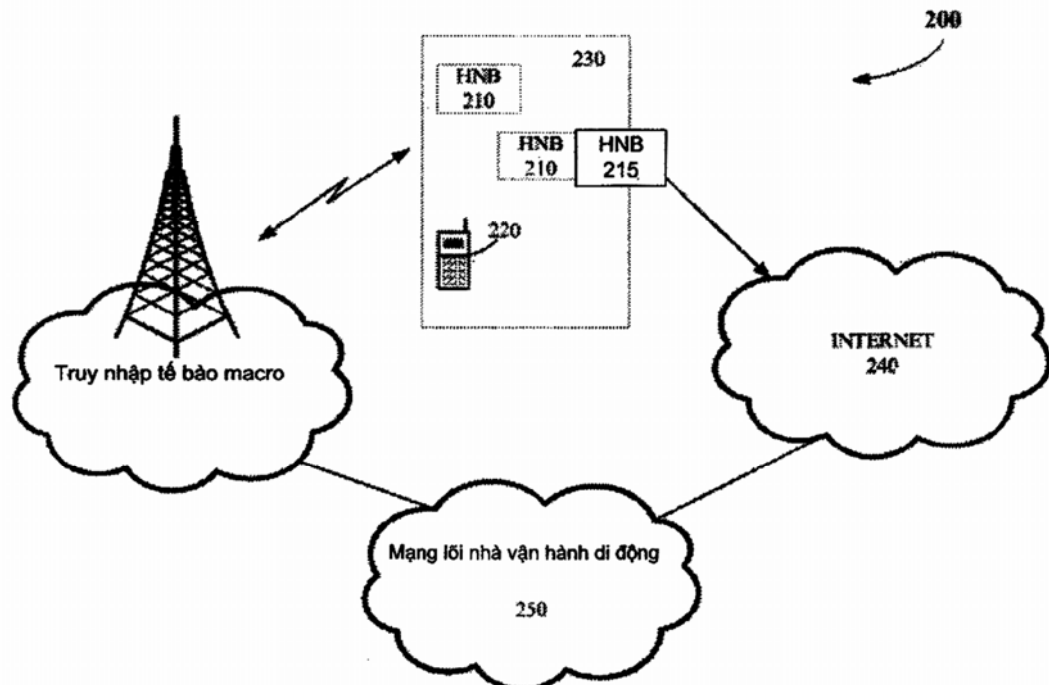 200
230
HNB
210
HNB
210
HNB
215
220
Truy nhập tế bào macro
INTERNET
240
Mạng lõi nhà vận hành di động
250